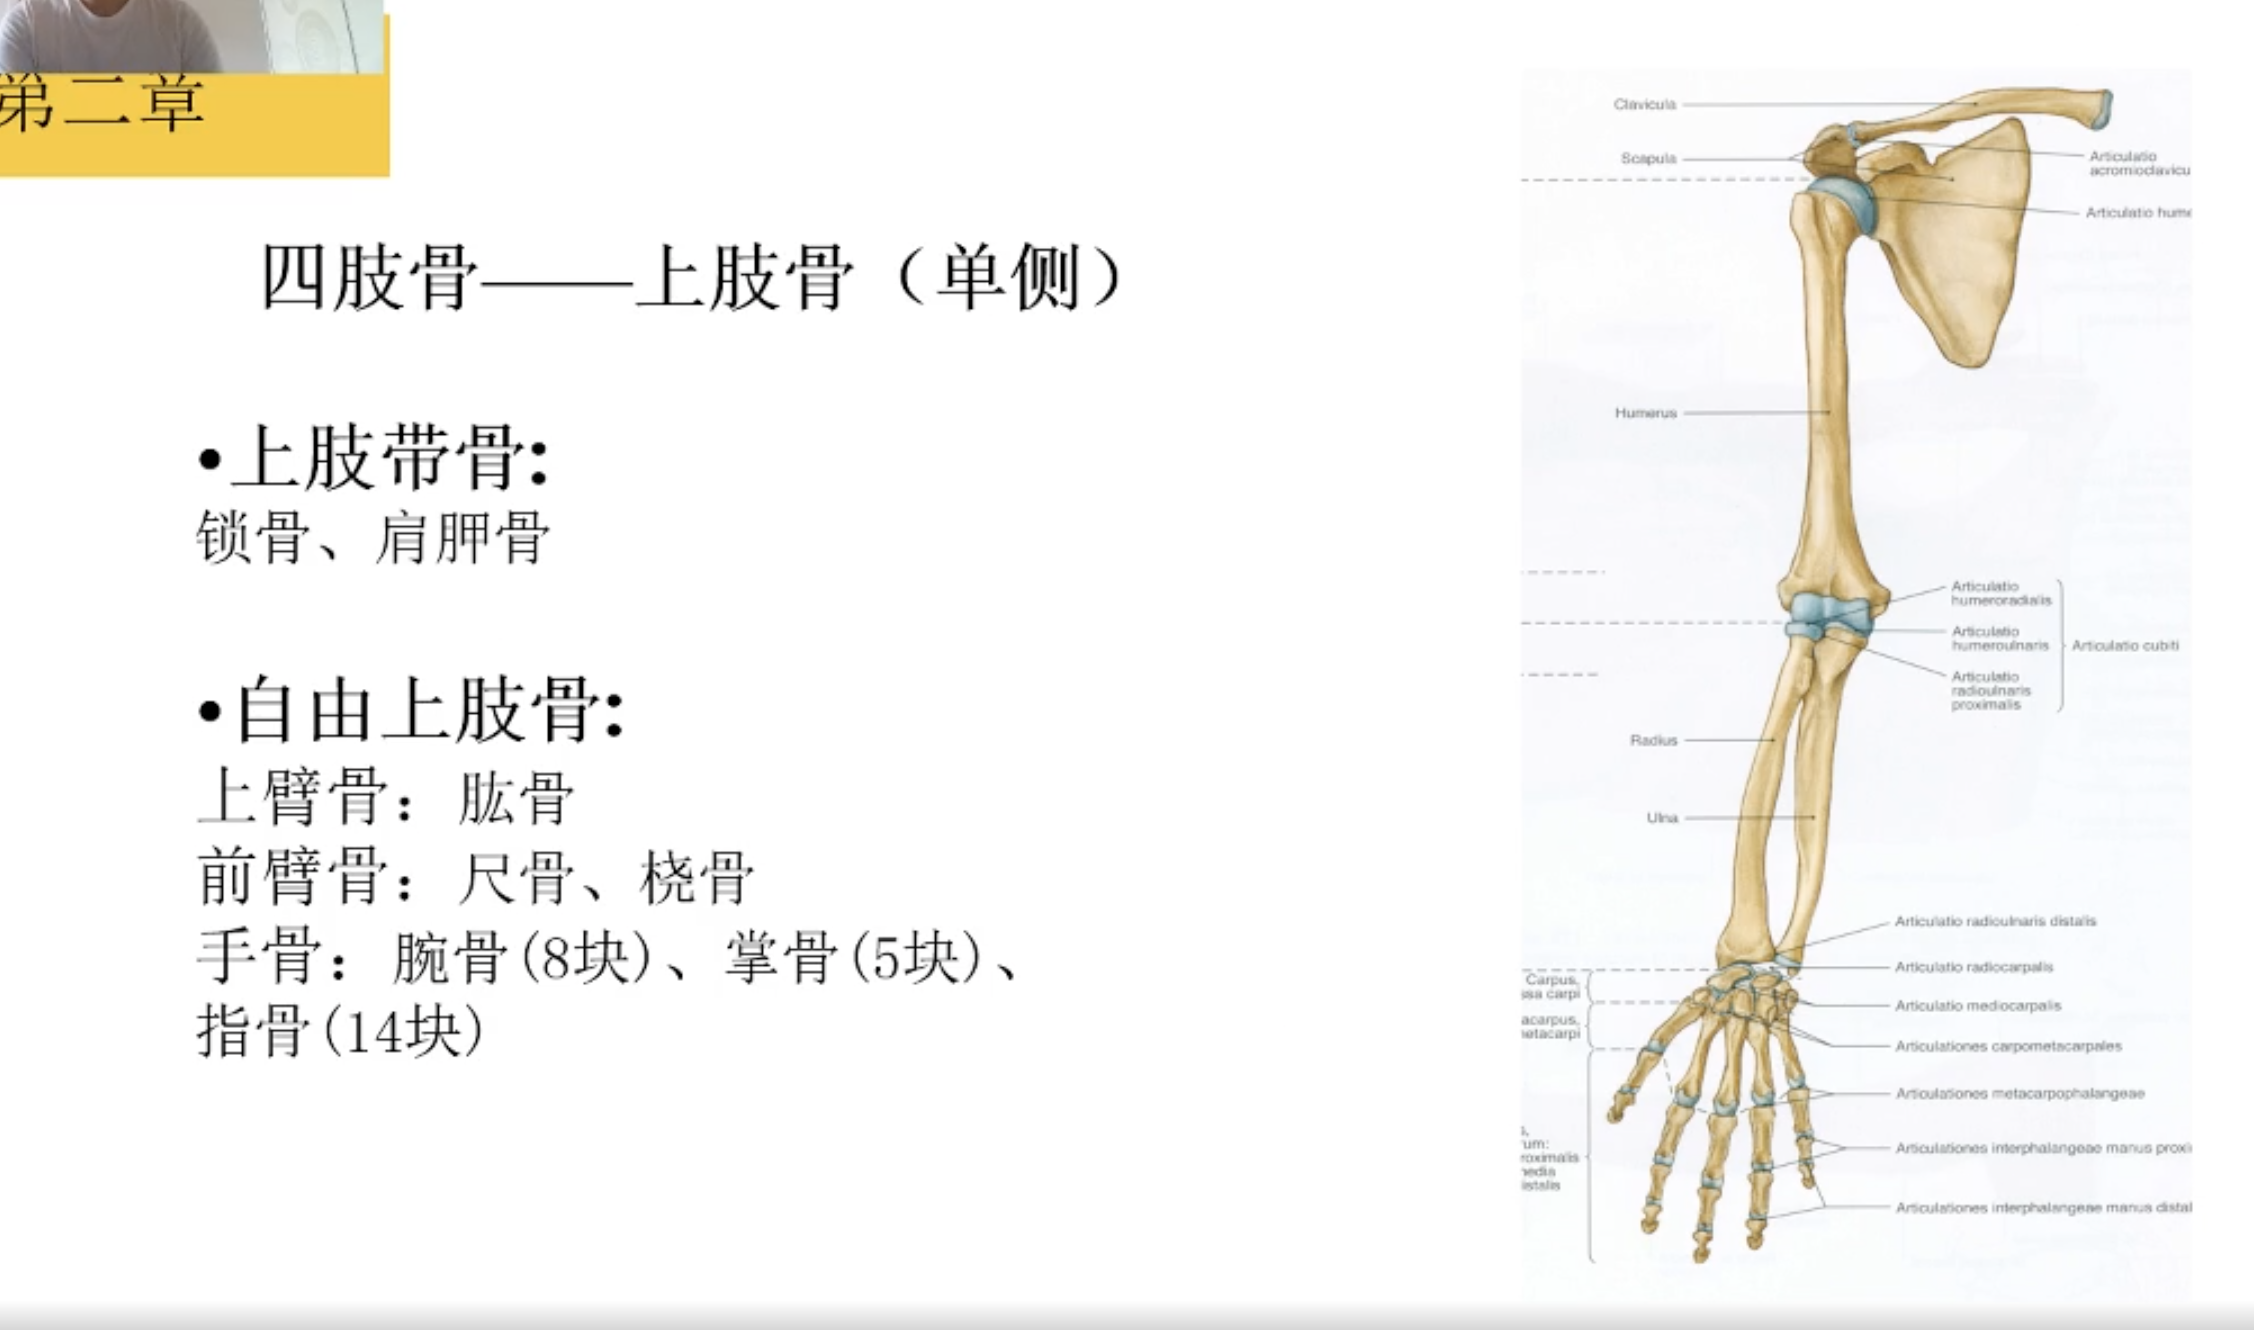 第二章
四肢骨——上肢骨（单侧）
•上肢带骨:
锁骨、肩胛骨
•自由上肢骨:
上臂骨：肱骨
前臂骨：尺骨、桡骨
手骨：腕骨(8块)、掌骨(5块)、
指骨(14块)
Clavicula
Scapula
Articulatio
acromioclavicu
Articulatio hume
Humerus
Articulatio
humeroradialis
Articulatio
humeroulnaris
Articulatio cubiti
Articulatio
radioulnaris
proximalis
Radius
Ulna
Articulatio radioulnaris distalis
Articulatio radiocarpalis
Carpus,
ssa carpi
Articulatio mediocarpalis
acarpus,
etacarpi
Articulationes carpometacarpales
Articulationes metacarpophalangeae
s,
rum:
roximalis
media
istalis
Articulationes interphalangeae manus proxi
Articulationes interphalangeae manus distal